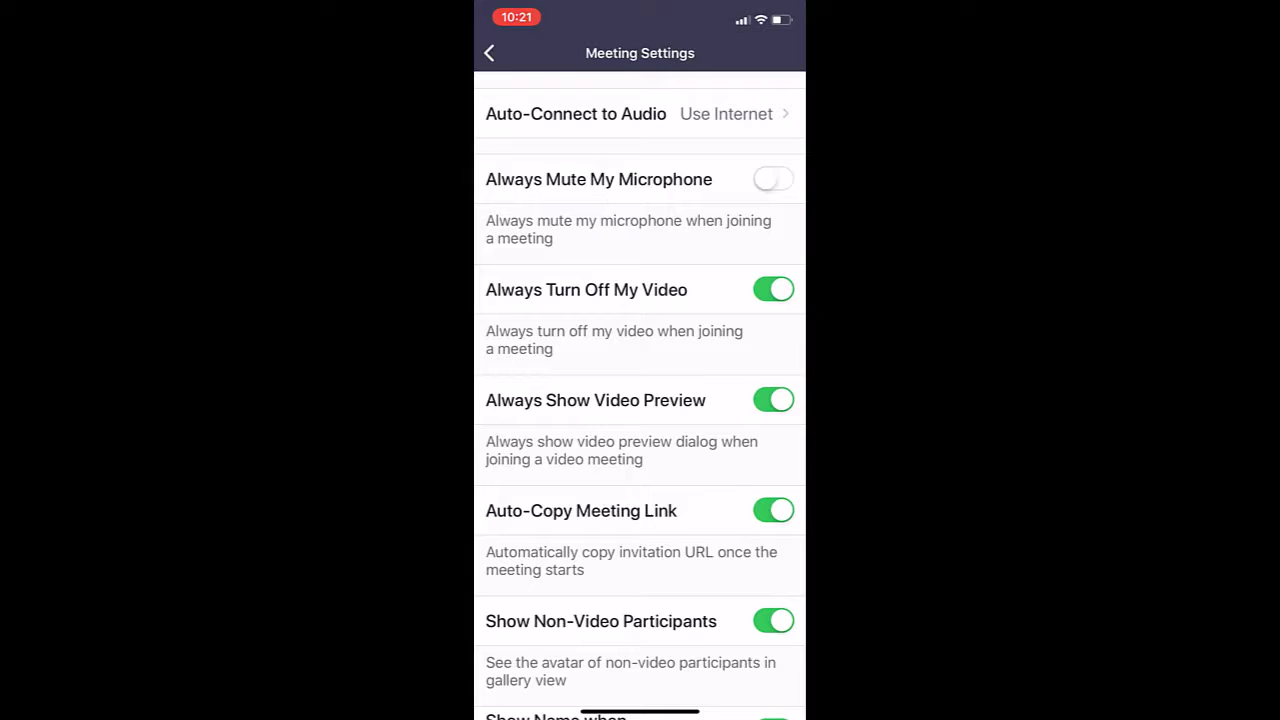 10:21
Meeting Settings
Auto-Connect to Audio Use Internet
Always Mute My Microphone
Always mute my microphone when joining
a meeting
Always Turn Off My Video
Always turn off my video when joining
a meeting
Always Show Video Preview
Always show video preview dialog when
joining a video meeting
Auto-Copy Meeting Link
Automatically copy invitation URL once the
meeting starts
Show Non-Video Participants
See the avatar of non-video participants in
gallery view
Show Name when